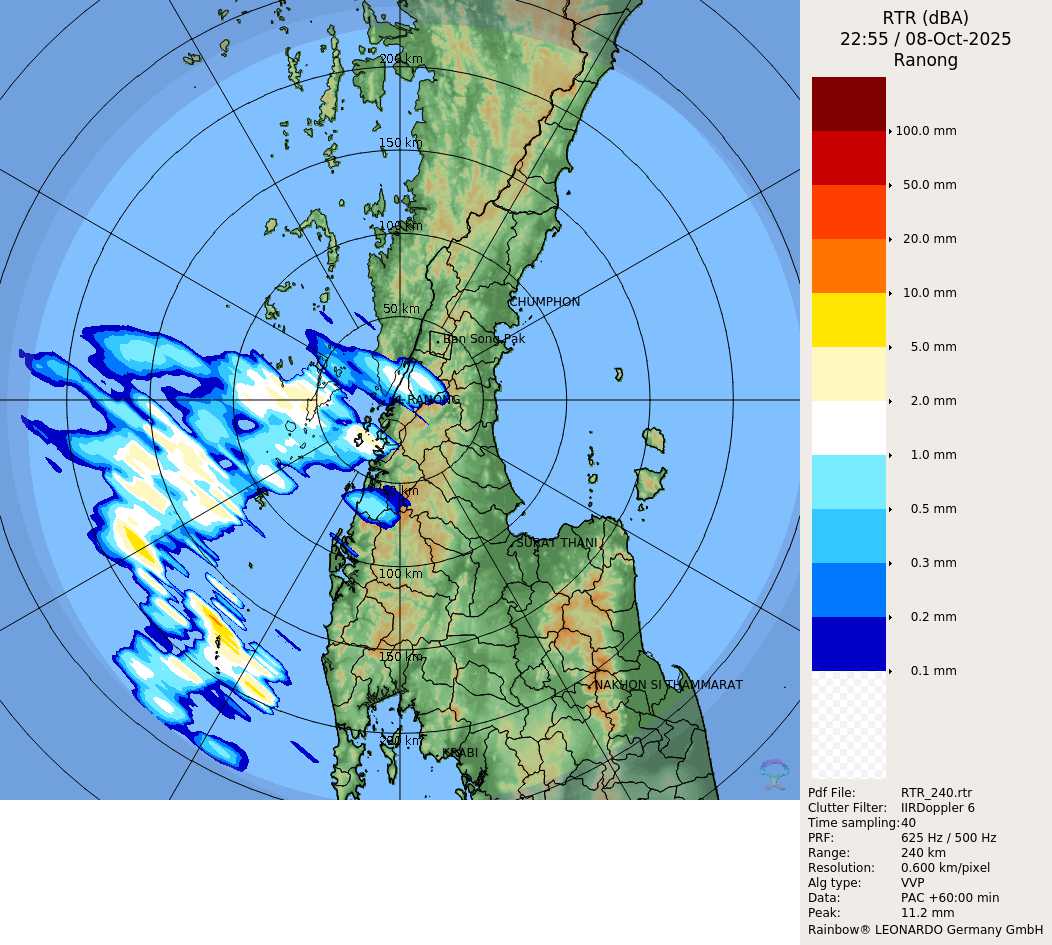 200 km
150 km
100 km
CHUMPHON
50 km
Ban Song Pak
RANONG
km
SURAT THANI
100 km
150 km
NAKHON SI THAMMARAT
200 km
KRABI
RTR (dBA)
22:55 / 08-Oct-2025
Ranong
100.0 mm
50.0 mm
20.0 mm
10.0 mm
5.0 mm
2.0 mm
1.0 mm
0.5 mm
0.3 mm
0.2 mm
0.1 mm
Pdf File: RTR_240.rtr
Clutter Filter: IIRDoppler 6
Time sampling:40
PRF: 625 Hz / 500 Hz
Range: 240 km
Resolution: 0.600 km/pixel
Alg type: VVP
Data: PAC +60:00 min
Peak: 11.2 mm
Rainbow® LEONARDO Germany GmbH